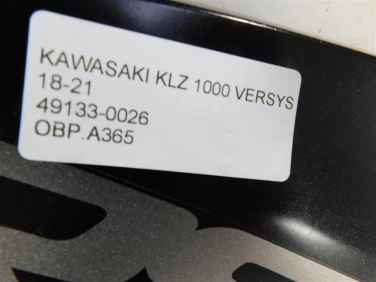 KAWASAKI KLZ 1000 VERSYS
18-21
49133-0026
OBP.A365